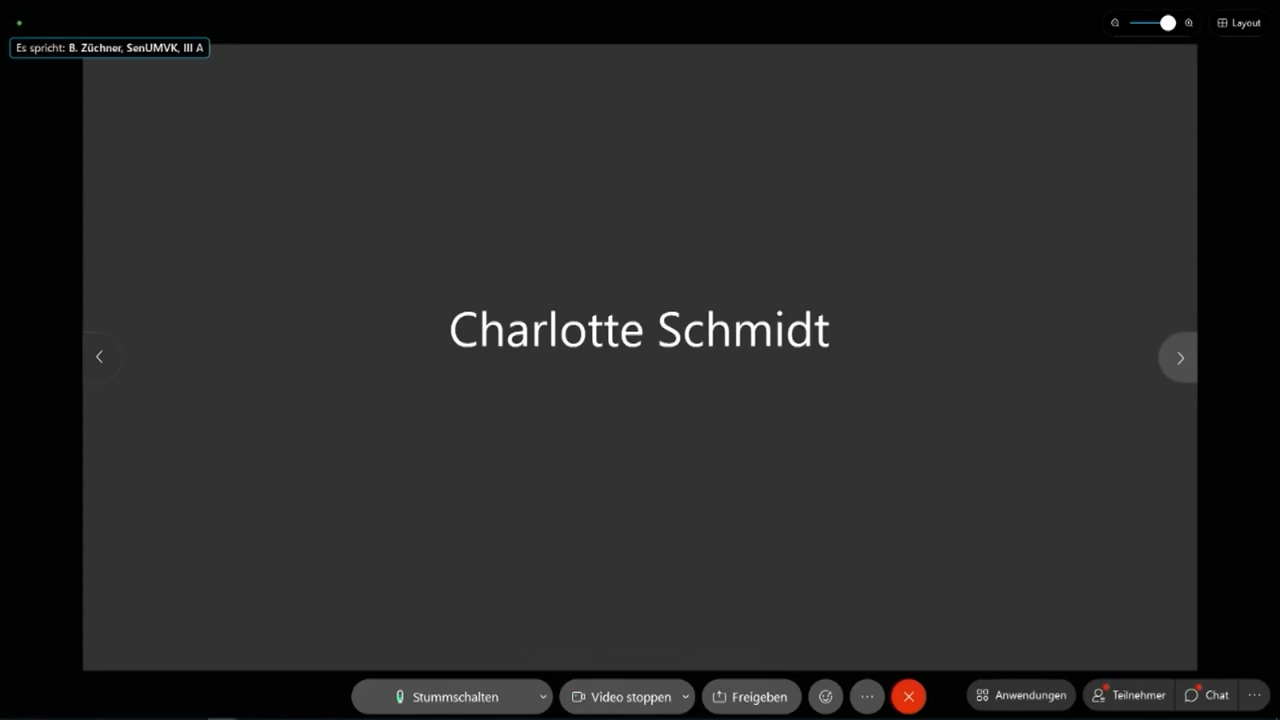 Layout
Es spricht: B. Züchner, SenUMVK, III A
Charlotte Schmidt
Stummschalten
Video stoppen
Freigeben
Anwendungen
Teilnehmer
Chat